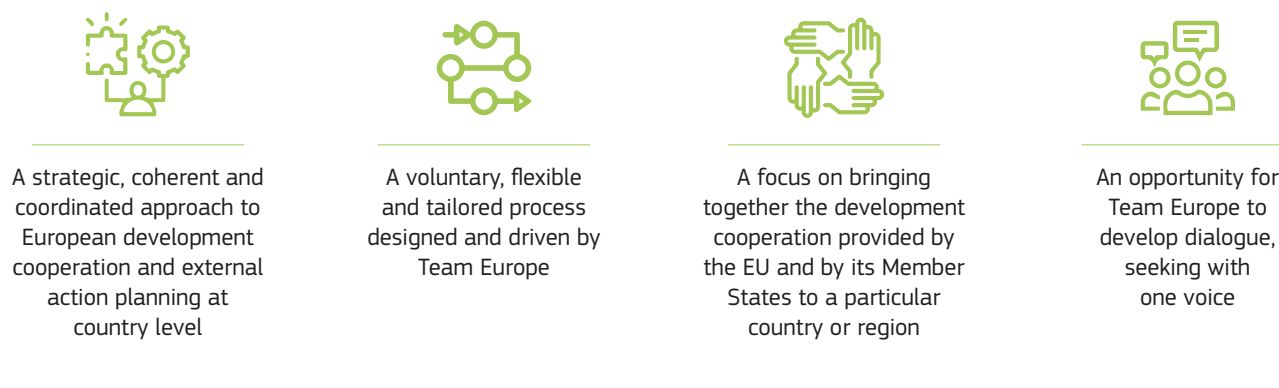 A strategic, coherent and
coordinated approach to
European development
cooperation and external
action planning at
country level
A voluntary, flexible
and tailored process
designed and driven by
Team Europe
A focus on bringing
together the development
cooperation provided by
the EU and by its Member
States to a particular
country or region
An opportunity for
Team Europe to
develop dialogue,
seeking with
one voice